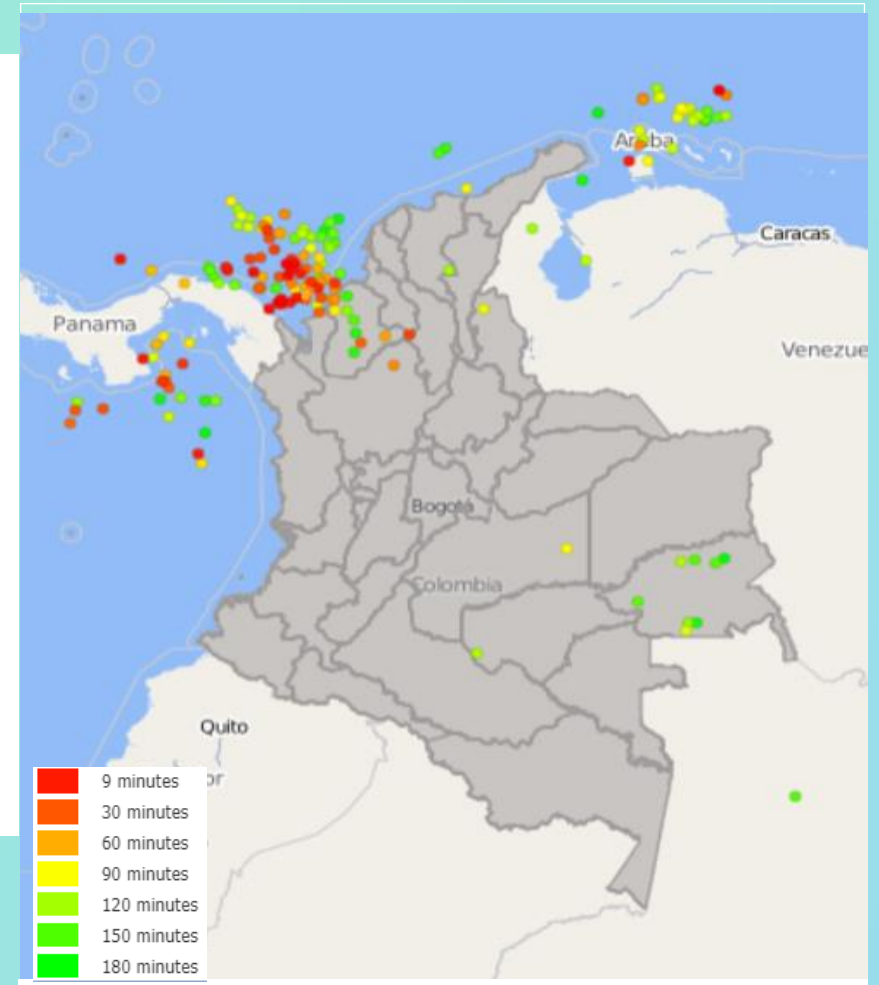 Aruba
Caracas
Panama
Venezue
Bogotá
Colombia
Quito
or
9 minutes
30 minutes
60 minutes
90 minutes
120 minutes
150 minutes
180 minutes